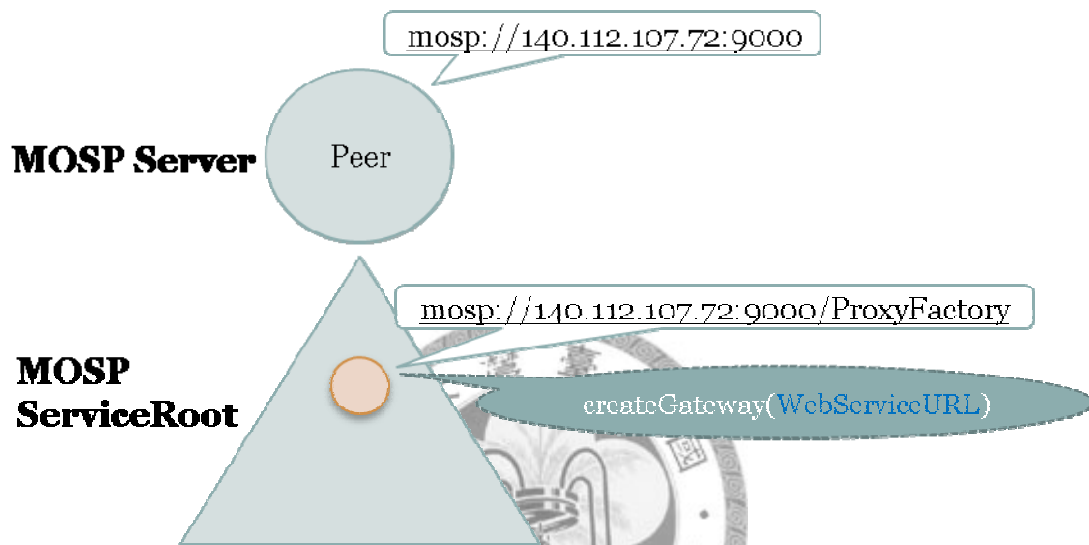 mosp://140.112.107.72:9000
MOSP Server
Peer
mosp://140.112.107.72:9000/ProxyFactory
MOSP
ServiceRoot
createGateway(WebServiceURL)